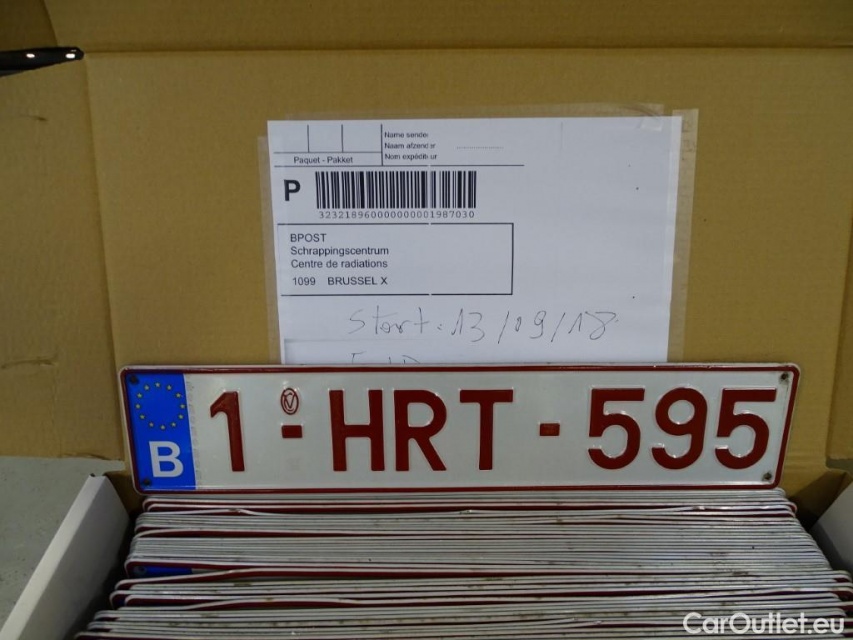 Name sender
Naam afzender
Nom expéditeur
Paquet - Pakket
P
3232189600000000001987030
BPOST
Schrappingscentrum
Centre de radiations
1099 BRUSSEL X
Start: 13/09/18
B 1-HRT-595
CarOutlet.eu